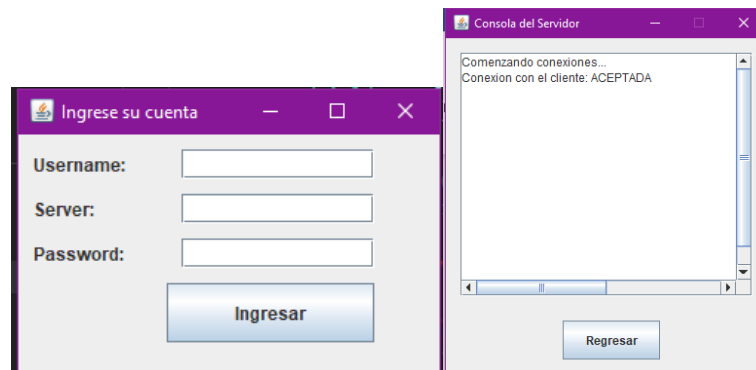 Ingrese su cuenta
Username:
Server:
Password:
Ingresar
Consola del Servidor
Comenzando conexiones...
Conexion con el cliente: ACEPTADA
Regresar